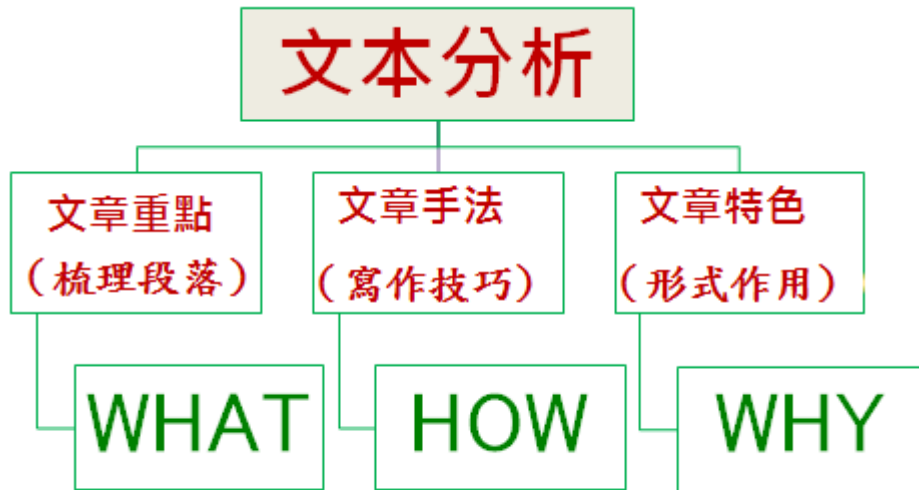 文本分析
文章重點
（梳理段落）
文章手法
（寫作技巧）
文章特色
（形式作用）
WHAT
HOW
WHY